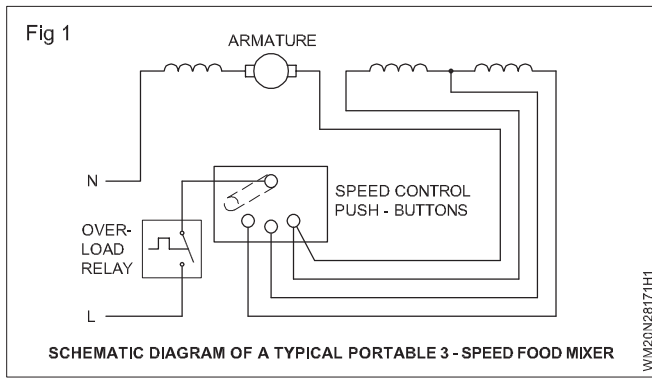 Fig 1
ARMATURE
N
SPEED CONTROL
PUSH - BUTTONS
OVER-
LOAD
RELAY
L
WM20N28171H1
SCHEMATIC DIAGRAM OF A TYPICAL PORTABLE 3 - SPEED FOOD MIXER